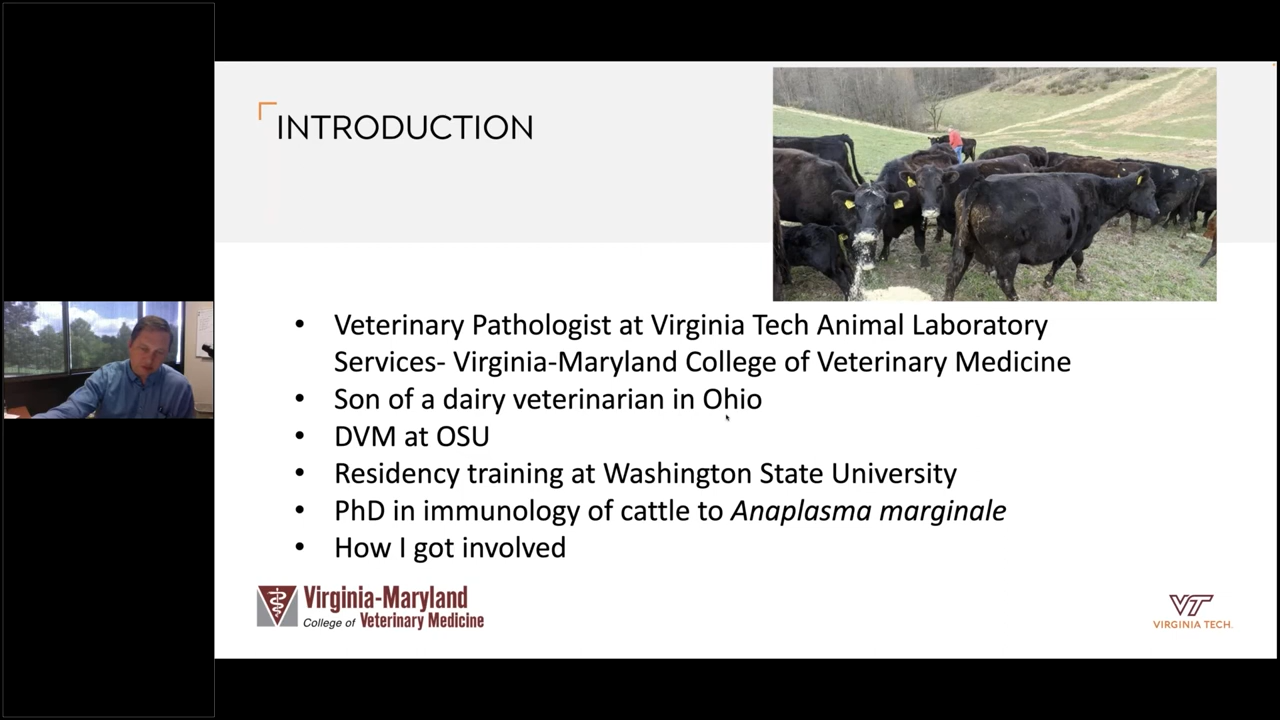 INTRODUCTION
• Veterinary Pathologist at Virginia Tech Animal Laboratory
Services- Virginia-Maryland College of Veterinary Medicine
• Son of a dairy veterinarian in Ohio
• DVM at OSU
• Residency training at Washington State University
• PhD in immunology of cattle to Anaplasma marginale
• How I got involved
Virginia-Maryland
College of Veterinary Medicine
VT
VIRGINIA TECH.